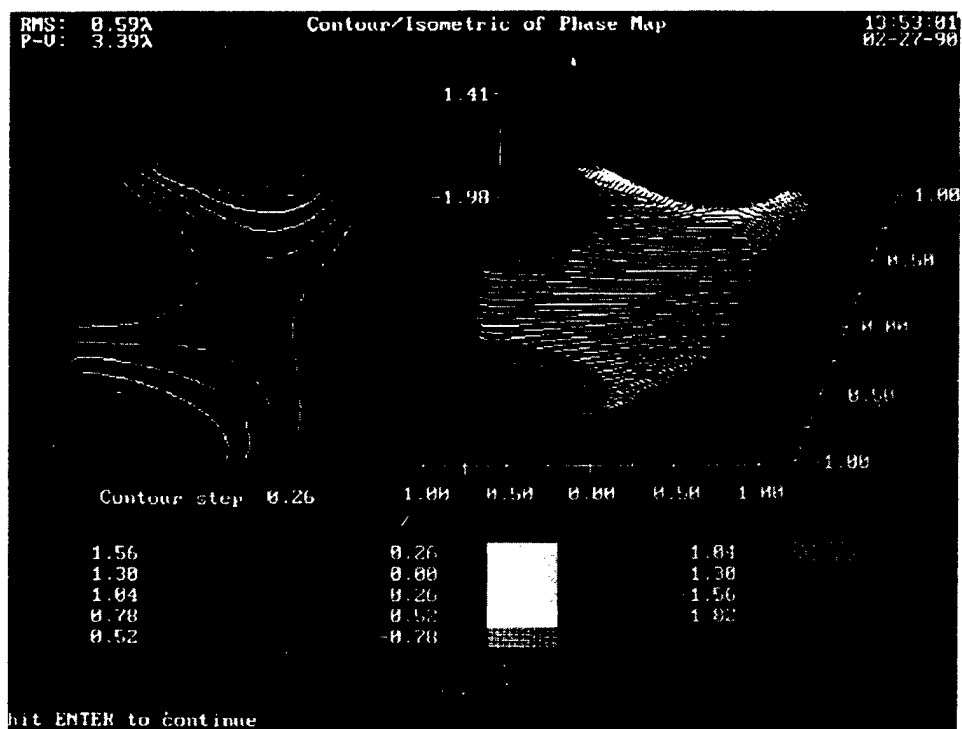 RMS: 0.59λ
Contour/Isometric of Phase Map
13:53:01
P-V: 3.39λ
02-27-90
1.41
-1.98
1.00
0.50
0.00
0.50
-1.00
Contour step 0.26
1.00 0.50 0.00 0.50 1.00
1.56 0.26 1.04
1.30 0.00 1.30
1.04 0.26 -1.56
0.78 0.52 1.82
0.52 -0.78
hit ENTER to continue